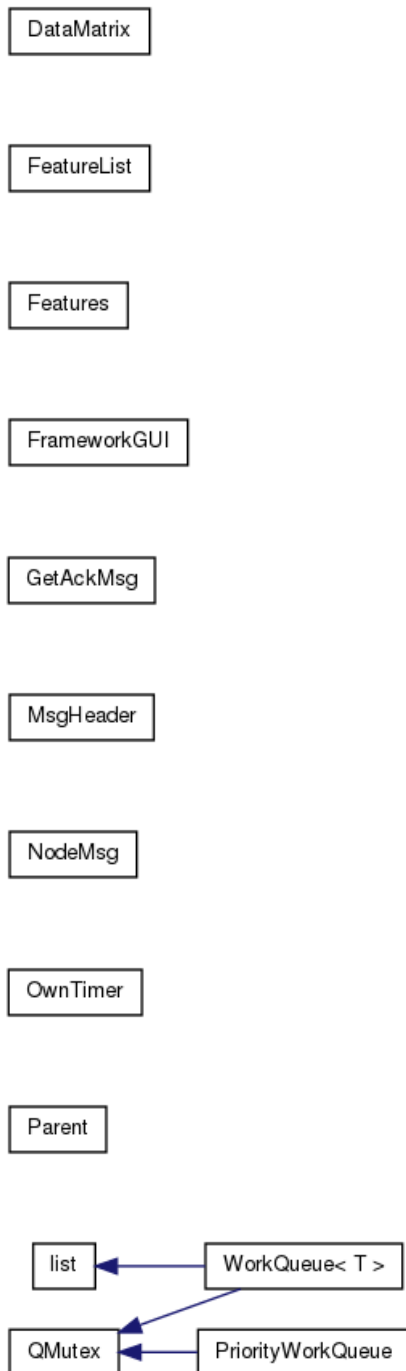 DataMatrix
FeatureList
Features
FrameworkGUI
GetAckMsg
MsgHeader
NodeMsg
OwnTimer
Parent
list
WorkQueue< T >
QMutex
PriorityWorkQueue